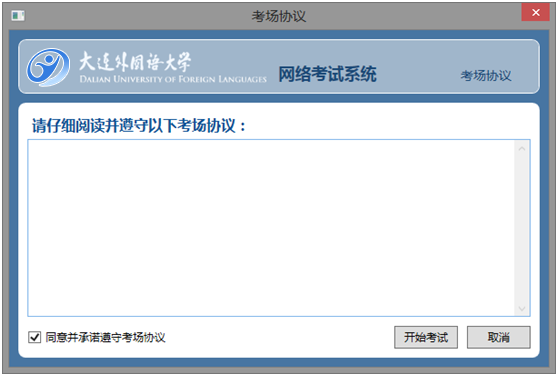 考场协议
大连外国语大学
DALIAN UNIVERSITY OF FOREIGN LANGUAGES
网络考试系统
考场协议
请仔细阅读并遵守以下考场协议：
同意并承诺遵守考场协议
开始考试
取消